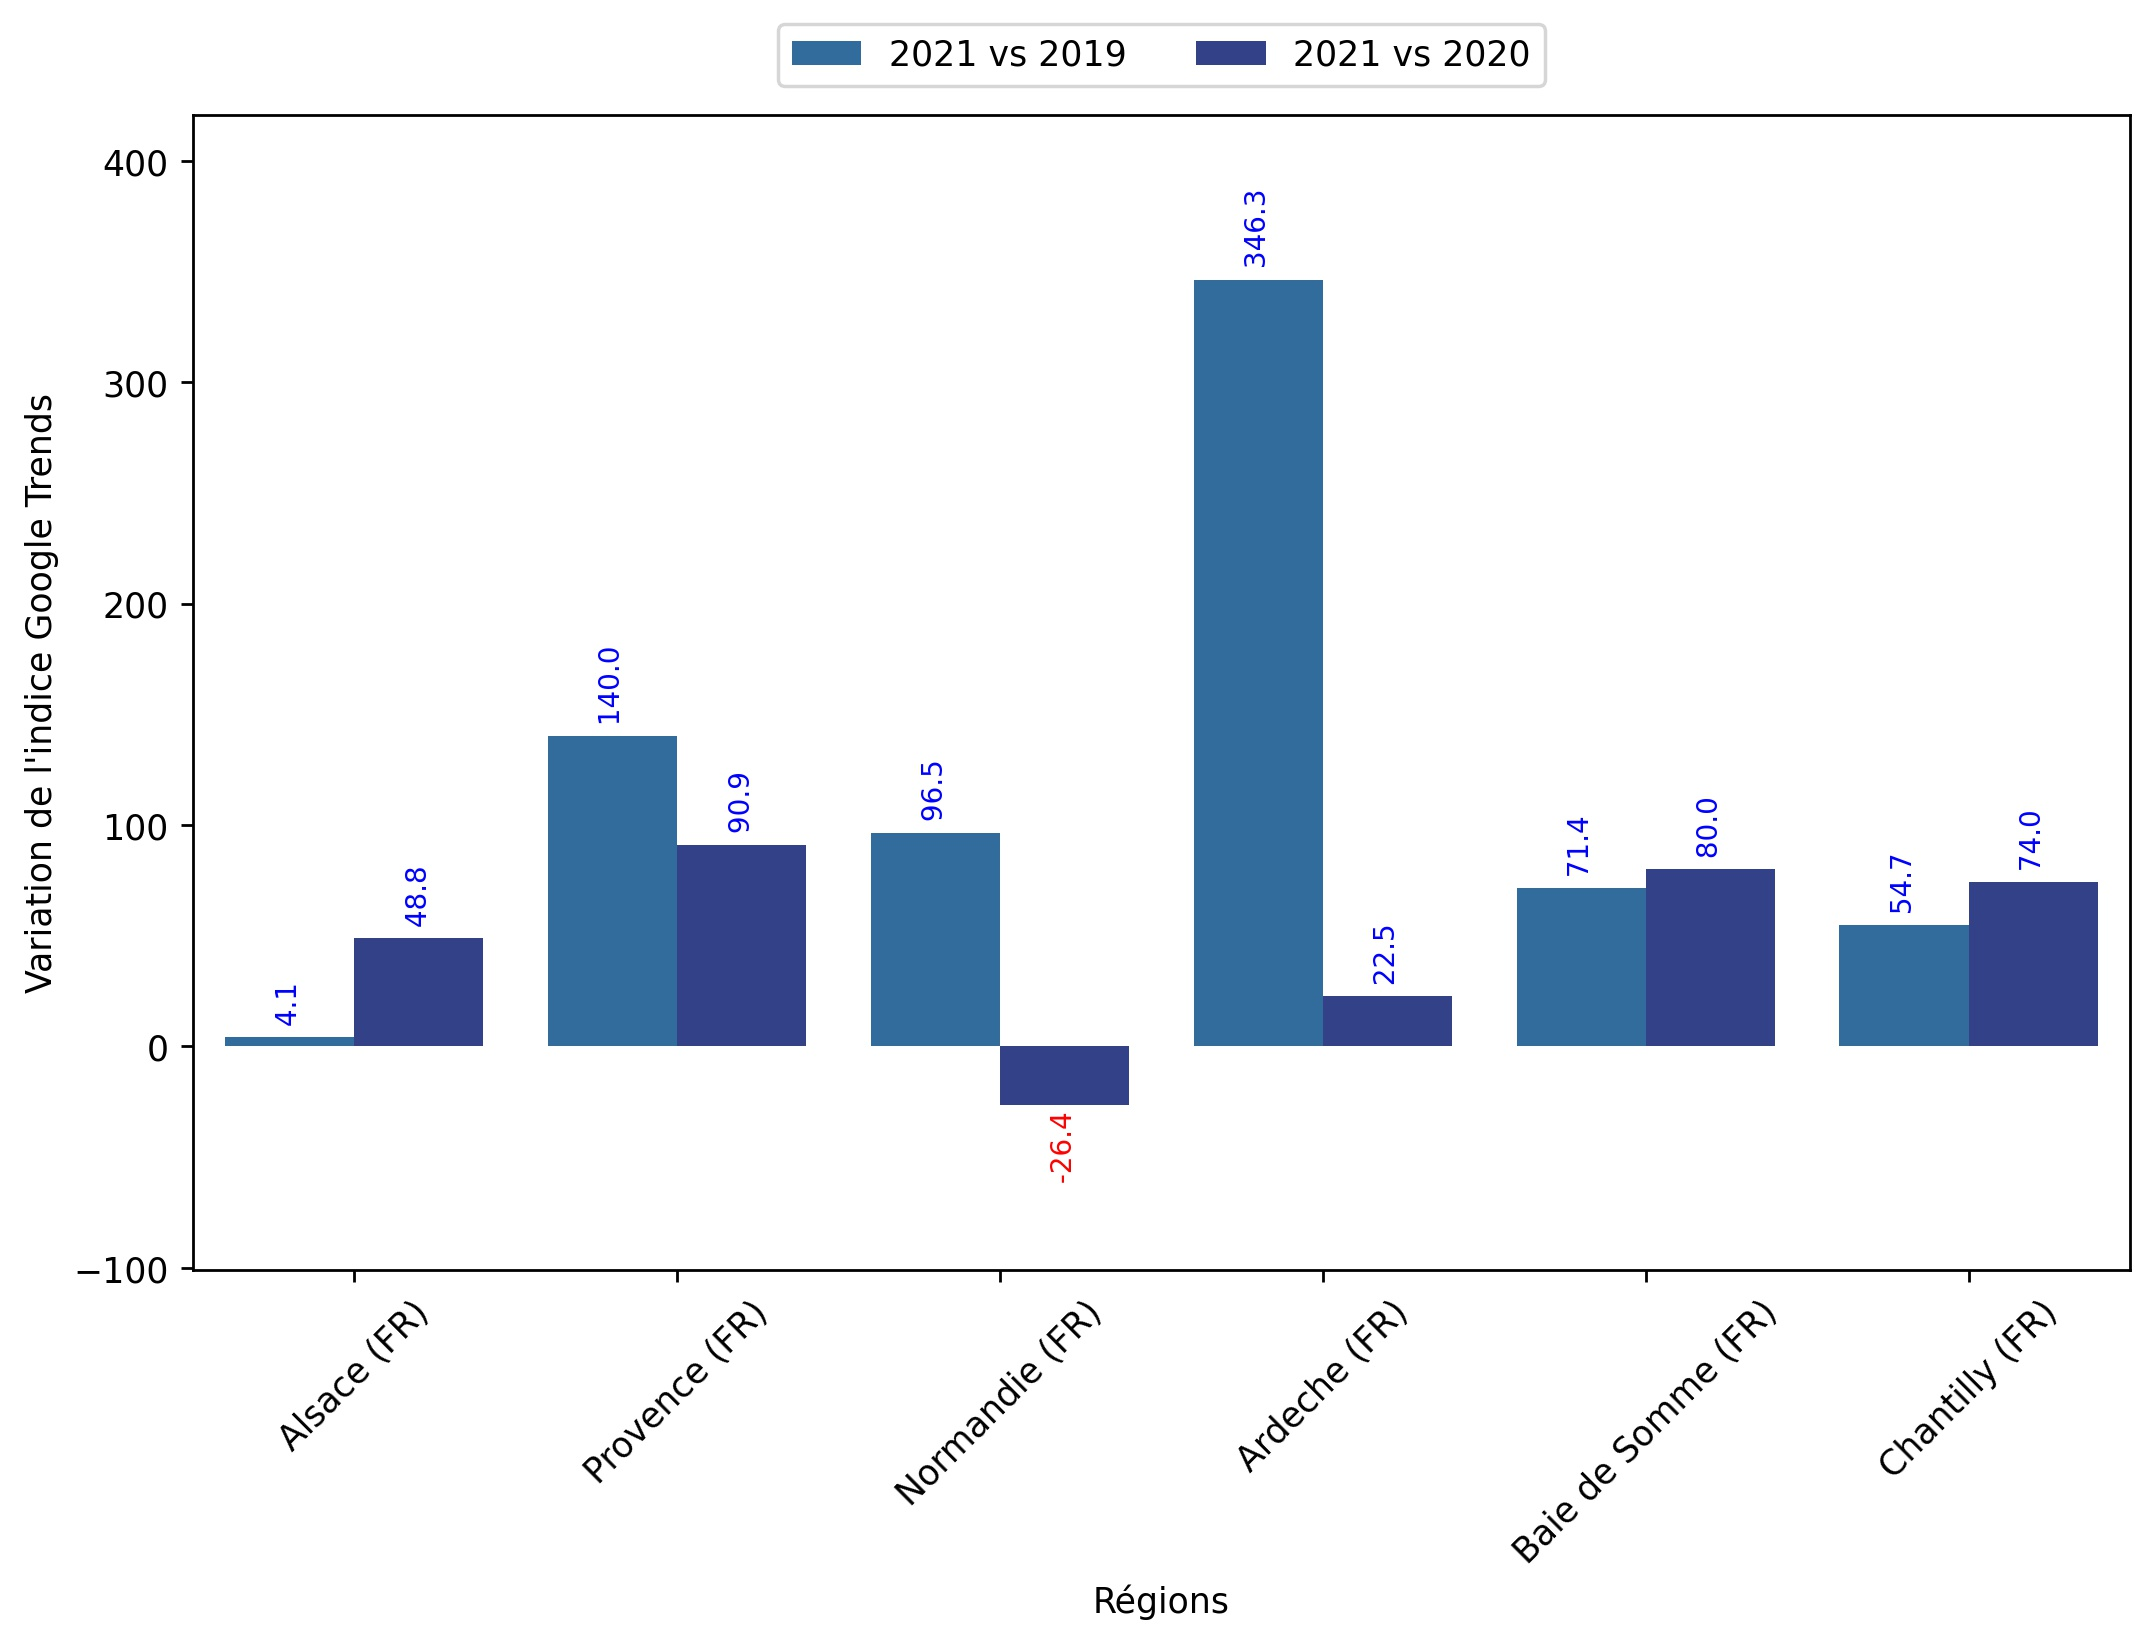 2021 vs 2019
2021 vs 2020
Variation de l'indice Google Trends
400
300
200
100
0
−100
4.1
48.8
140.0
90.9
96.5
-26.4
346.3
22.5
71.4
80.0
54.7
74.0
Alsace (FR)
Provence (FR)
Normandie (FR)
Ardeche (FR)
Baie de Somme (FR)
Chantilly (FR)
Régions